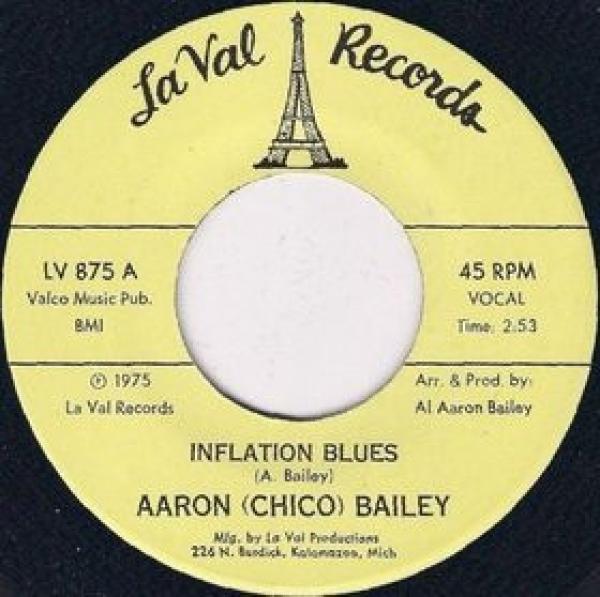 La Val Records
LV 875 A
Valco Music Pub.
BMI
45 RPM
VOCAL
Time: 2:53
℗ 1975
La Val Records
Arr. & Prod. by:
Al Aaron Bailey
INFLATION BLUES
(A. Bailey)
AARON (CHICO) BAILEY
Mfg. by La Val Productions
226 N. Burdick, Kalamazoo, Mich